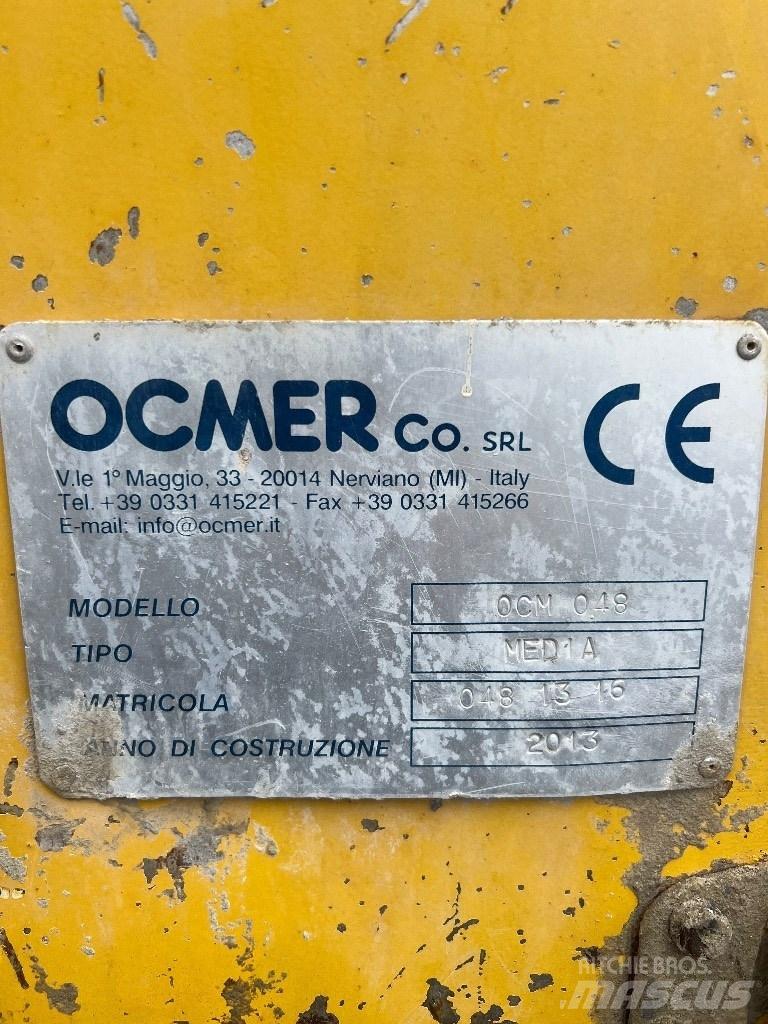 OCMER CO. SRL CE
V.le 1° Maggio, 33 - 20014 Nerviano (MI) - Italy
Tel. +39 0331 415221 - Fax +39 0331 415266
E-mail: info@ocmer.it
MODELLO OCM 048
TIPO MED1A
MATRICOLA 048 13 16
ANNO DI COSTRUZIONE 2013
RITCHIE BROS.
MASCUS